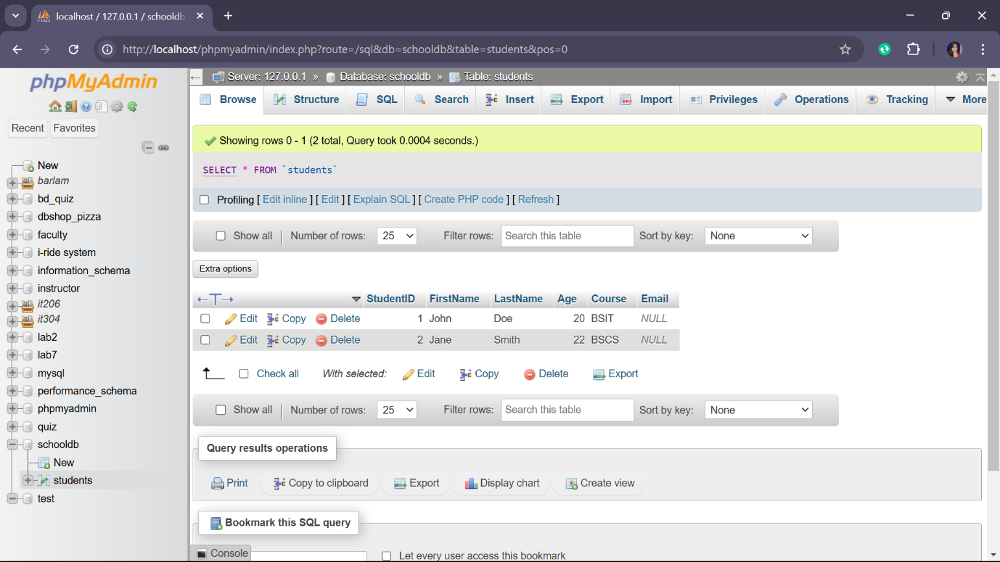 localhost / 127.0.0.1 / schooldb
http://localhost/phpmyadmin/index.php?route=/sql&db=schooldb&table=students&pos=0
phpMyAdmin
Recent Favorites
New
barlam
bd_quiz
dbshop_pizza
faculty
i-ride system
information_schema
instructor
it206
it304
lab2
lab7
mysql
performance_schema
phpmyadmin
quiz
schooldb
New
students
test
Server: 127.0.0.1 » Database: schooldb » Table: students
Browse Structure SQL Search Insert Export Import Privileges Operations Tracking More
Showing rows 0 - 1 (2 total, Query took 0.0004 seconds.)
SELECT * FROM `students`
Profiling [ Edit inline ] [ Edit ] [ Explain SQL ] [ Create PHP code ] [ Refresh ]
Show all Number of rows: 25 Filter rows: Search this table Sort by key: None
Extra options
StudentID FirstName LastName Age Course Email
Edit Copy Delete 1 John Doe 20 BSIT NULL
Edit Copy Delete 2 Jane Smith 22 BSCS NULL
Check all With selected: Edit Copy Delete Export
Show all Number of rows: 25 Filter rows: Search this table Sort by key: None
Query results operations
Print Copy to clipboard Export Display chart Create view
Bookmark this SQL query
Console
Let every user access this bookmark